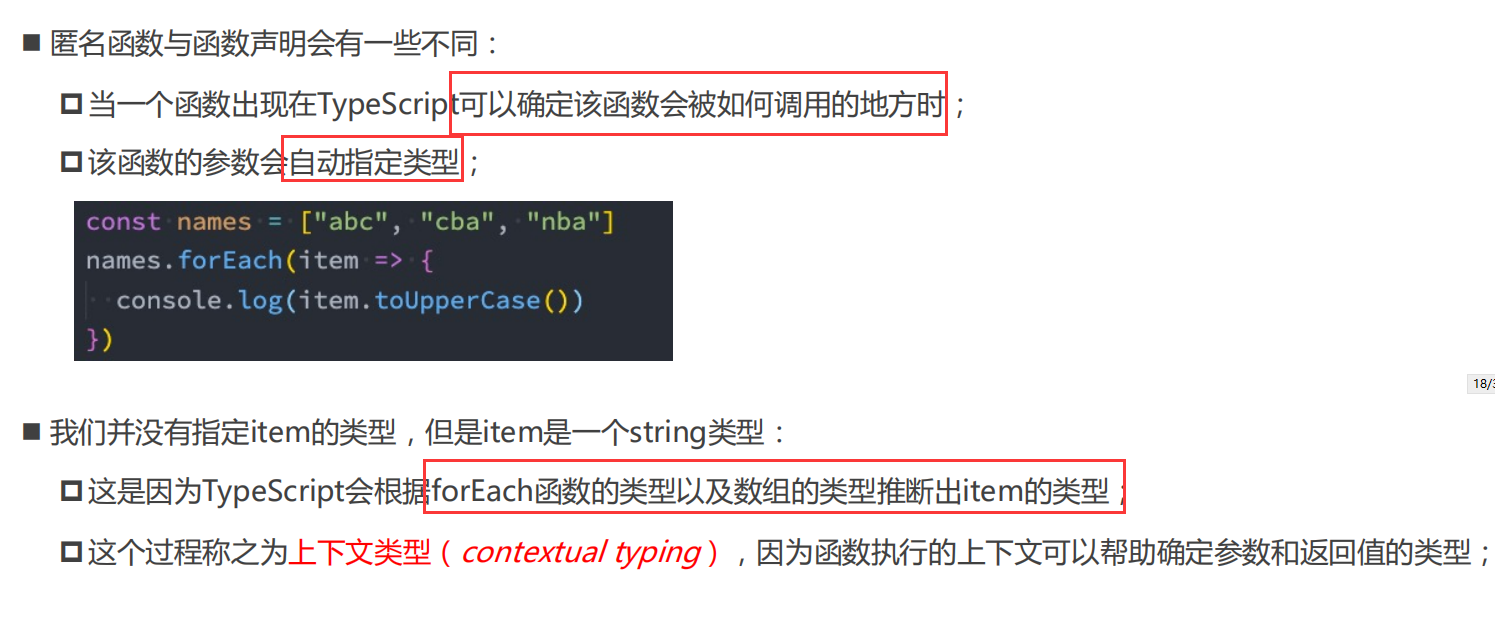 ■ 匿名函数与函数声明会有一些不同：
当一个函数出现在TypeScript可以确定该函数会被如何调用的地方时；
该函数的参数会自动指定类型；
const names = ["abc", "cba", "nba"]
names.forEach(item => {
console.log(item.toUpperCase())
})
18/3
■ 我们并没有指定item的类型，但是item是一个string类型：
这是因为TypeScript会根据forEach函数的类型以及数组的类型推断出item的类型；
这个过程称之为上下文类型（contextual typing），因为函数执行的上下文可以帮助确定参数和返回值的类型；